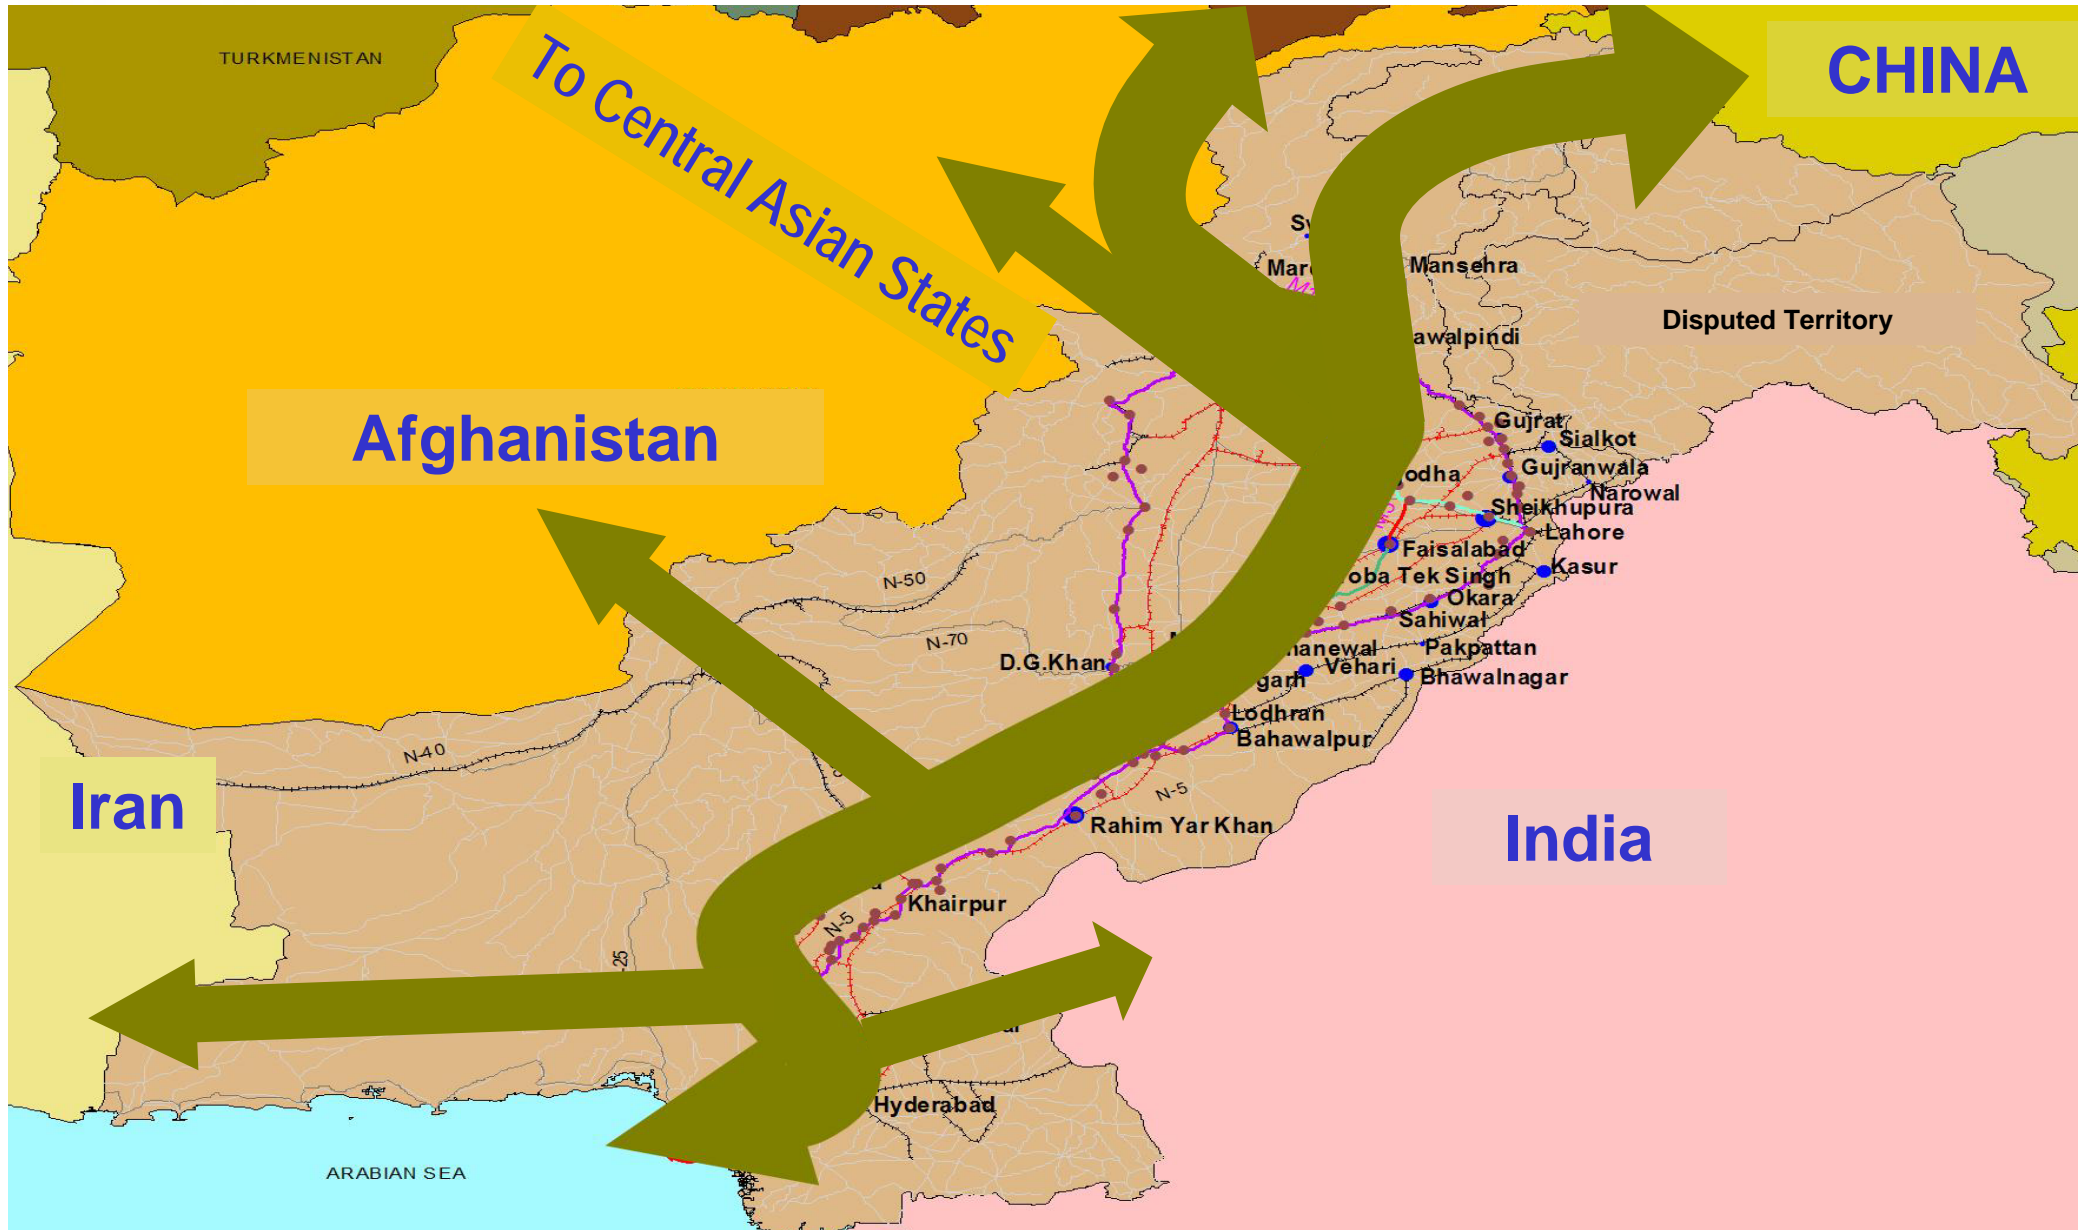 TURKMENISTAN
CHINA
To Central Asian States
Mansehra
Disputed Territory
Afghanistan
Gujrat
Sialkot
Gujranwala
Narowal
Sheikhupura
Lahore
Faisalabad
Kasur
N-50
Tek Singh
Okara
Sahiwal
N-70
D.G.Khan
Pakpattan
Vehari
Bhawalnagar
Lodhran
Bahawalpur
N-40
Iran
N-5
Rahim Yar Khan
India
Khairpur
N-5
-25
Hyderabad
ARABIAN SEA